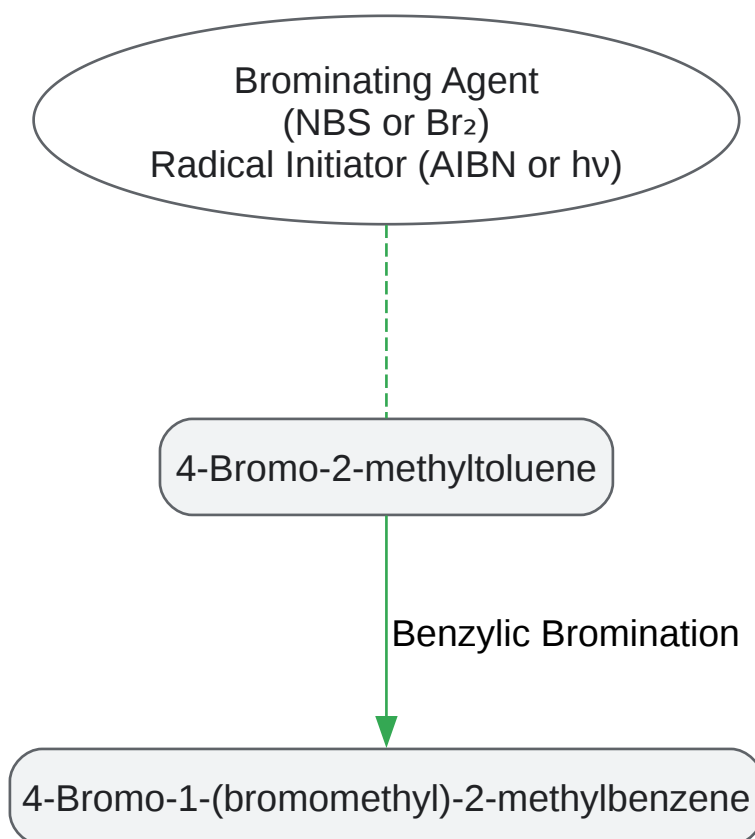 Brominating Agent
(NBS or Br₂)
Radical Initiator (AIBN or hν)
4-Bromo-2-methyltoluene
Benzylic Bromination
4-Bromo-1-(bromomethyl)-2-methylbenzene